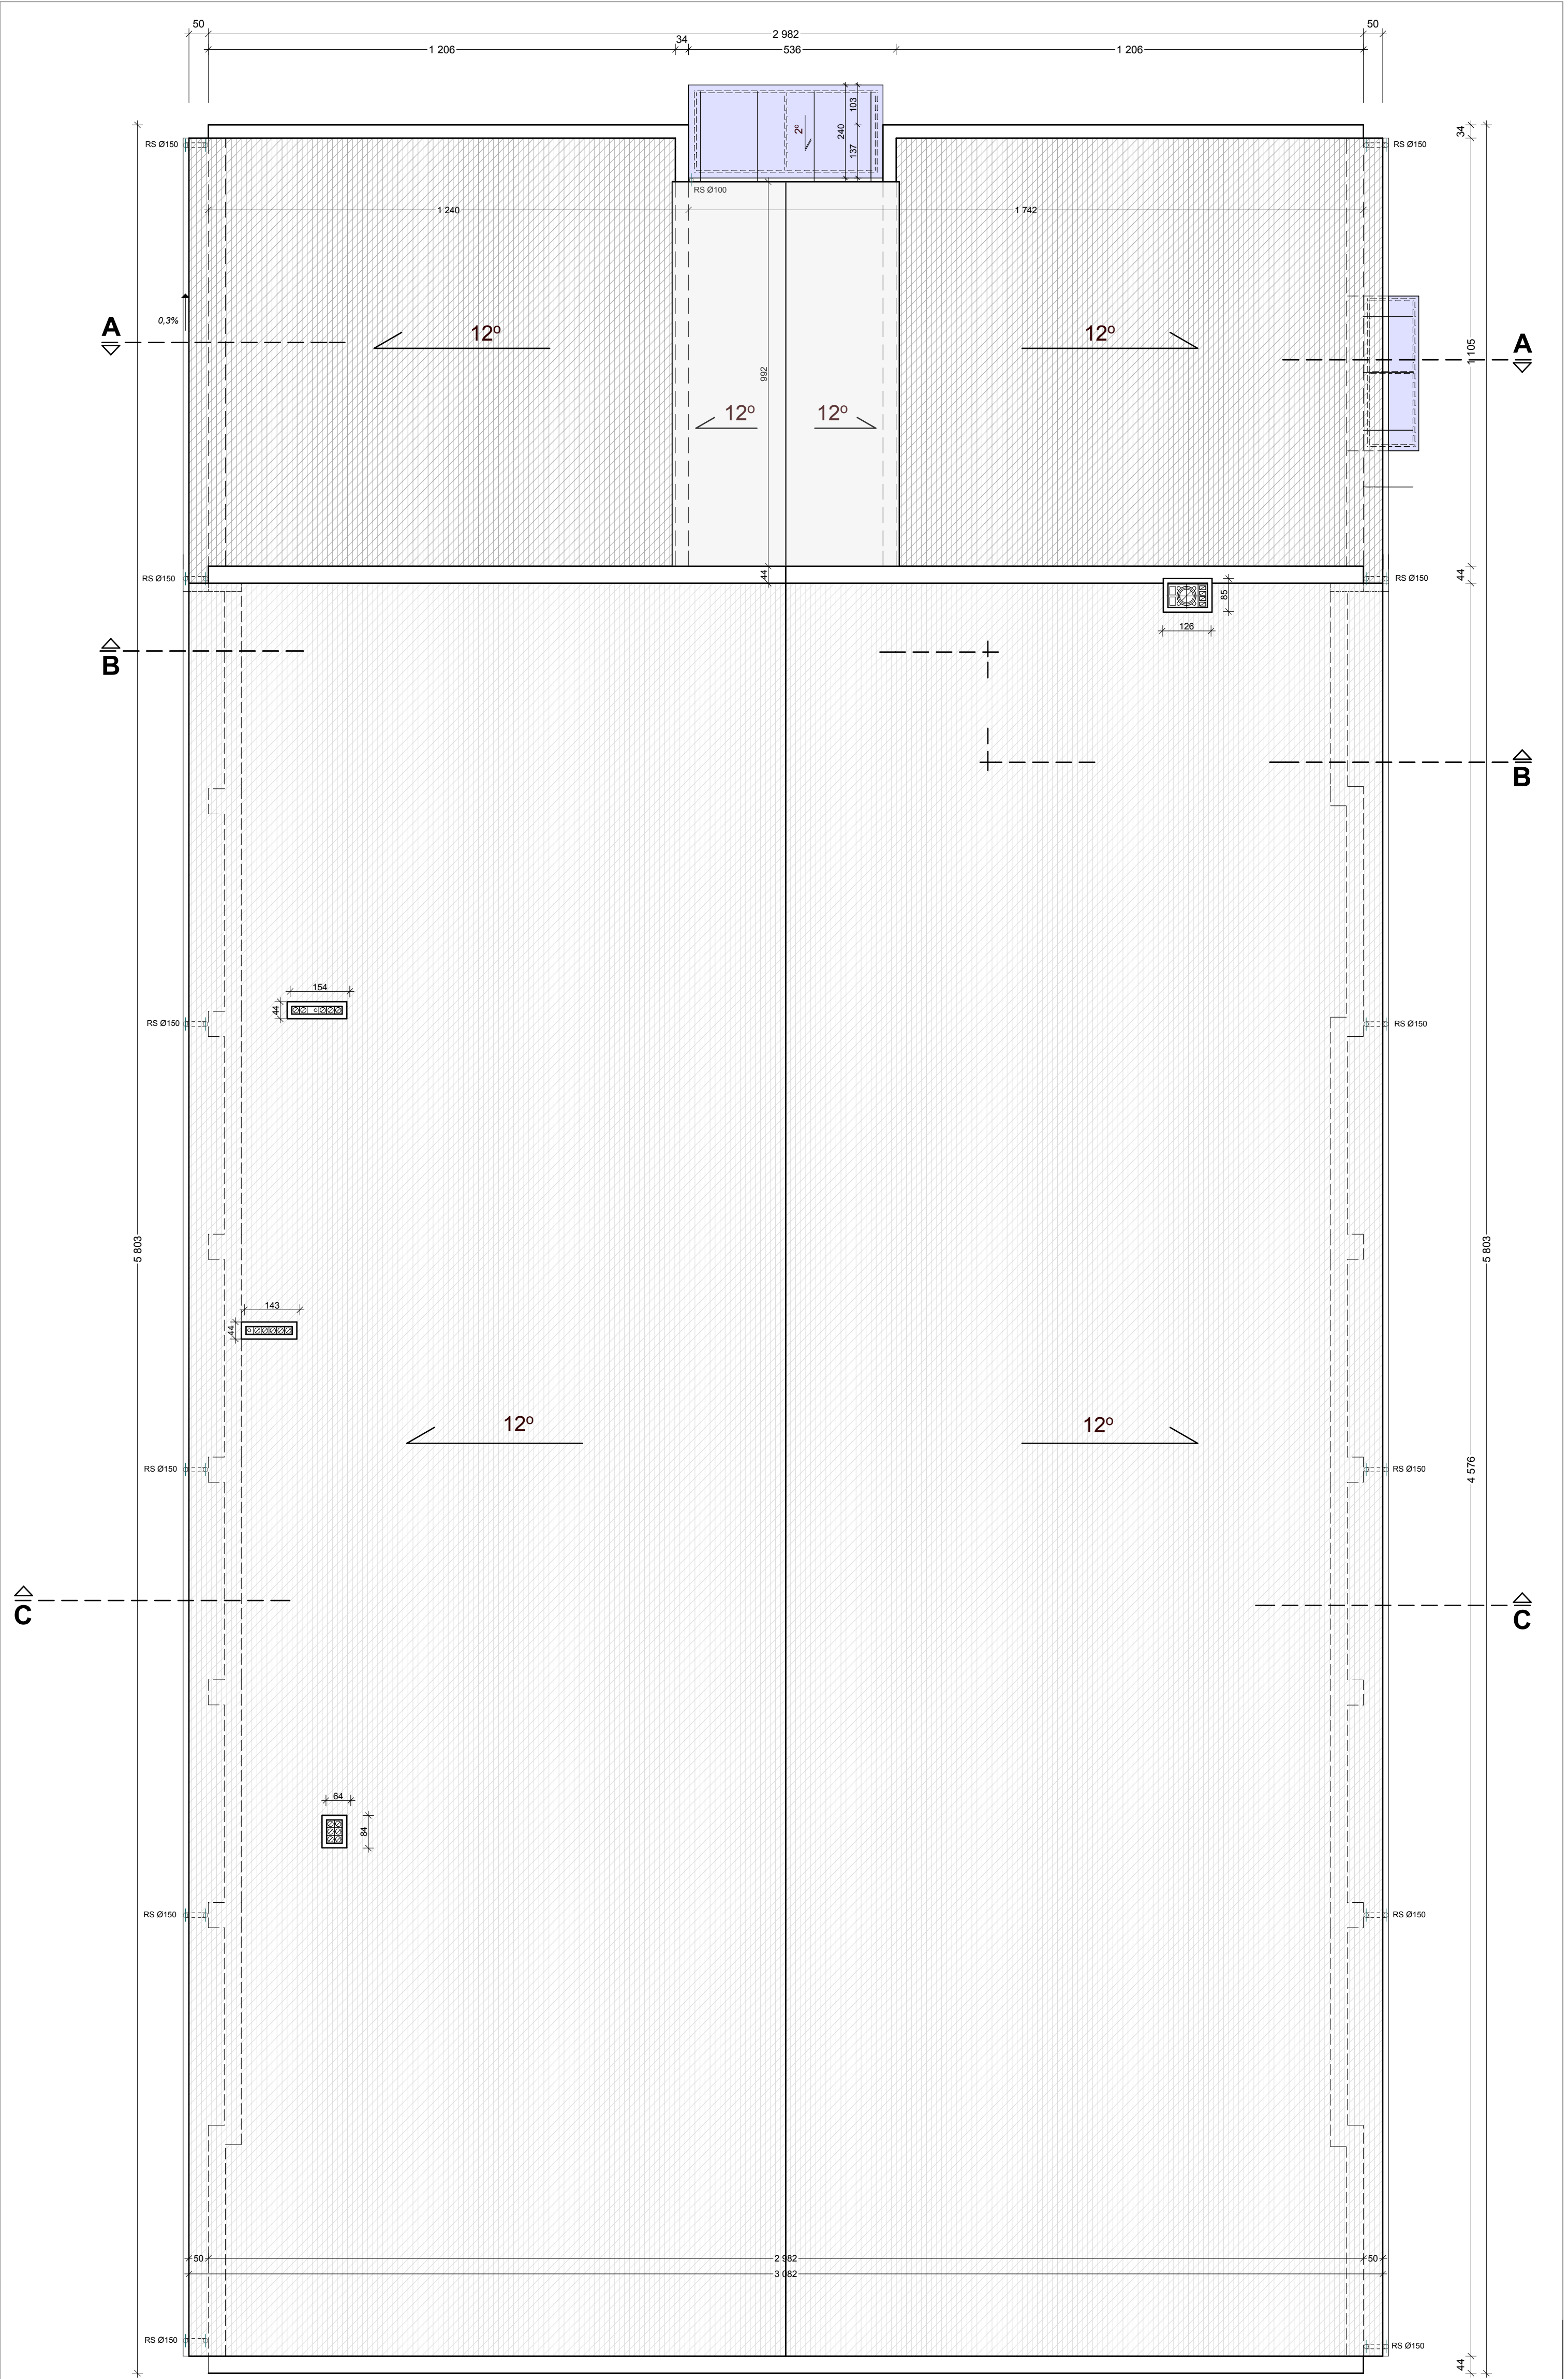 50
2 982
50
1 206
34
536
1 206
103
2º
240
137
34
RS Ø150
RS Ø150
RS Ø100
1 240
1 742
0,3%
A
12º
12º
A
1 105
992
12º
12º
RS Ø150
44
RS Ø150
44
85
126
B
B
154
44
RS Ø150
RS Ø150
5 803
5 803
143
44
12º
12º
RS Ø150
RS Ø150
4 576
C
C
64
84
RS Ø150
RS Ø150
50
2 982
50
3 082
RS Ø150
RS Ø150
44